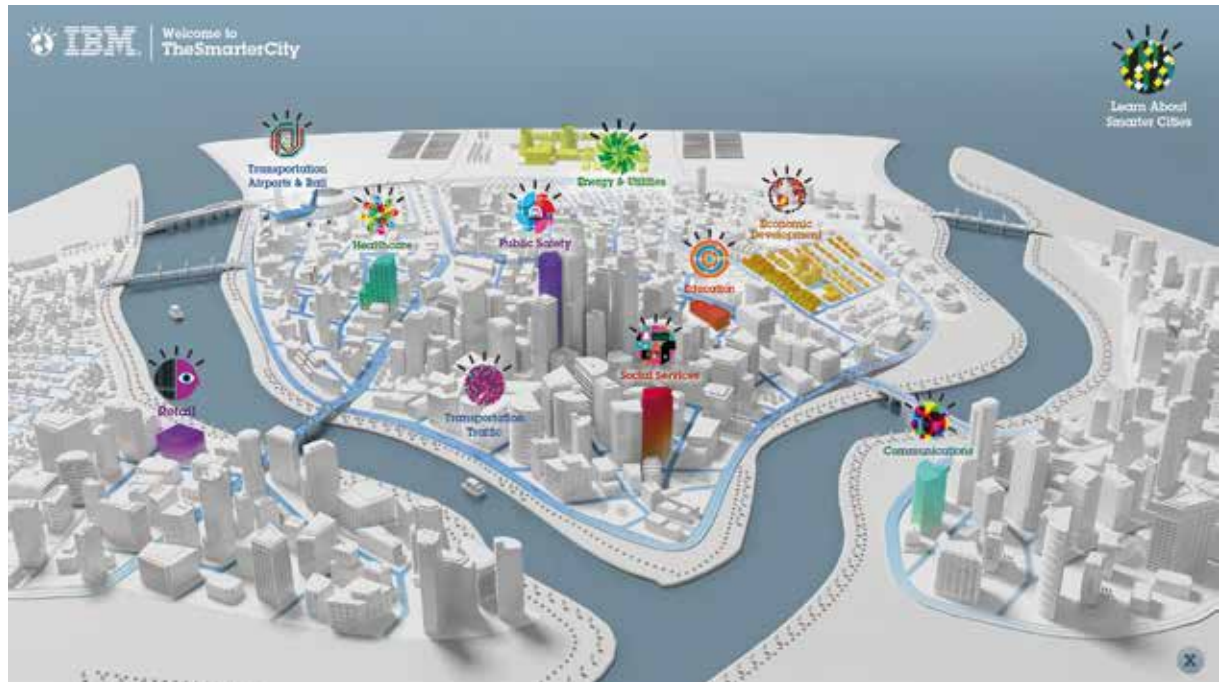 IBM.
Welcome to
TheSmarterCity
Learn About
Smarter Cities
Transportation
Airports & Rail
Energy & Utilities
Healthcare
Public Safety
Economic
Development
Education
Social Services
Retail
Transportation
Traffic
Communications
X